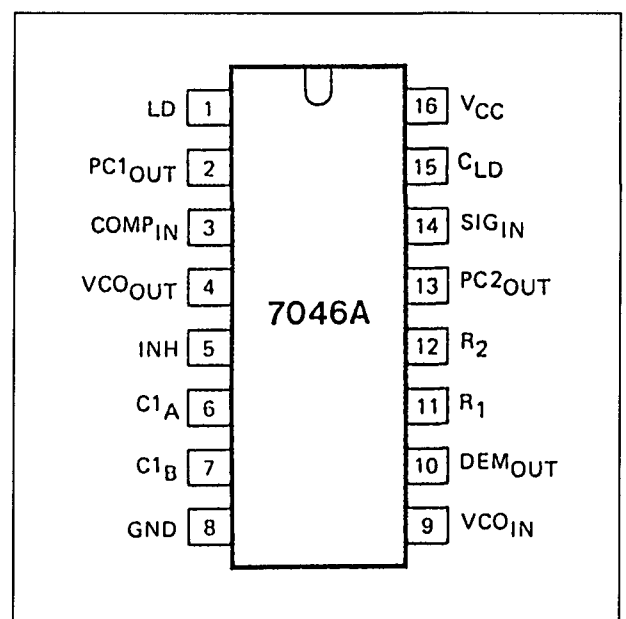 LD 1 16 VCC
PC1OUT 2 15 CLD
COMPIN 3 14 SIGIN
VCOOUT 4 13 PC2OUT
7046A
INH 5 12 R2
C1A 6 11 R1
C1B 7 10 DEMOUT
GND 8 9 VCOIN